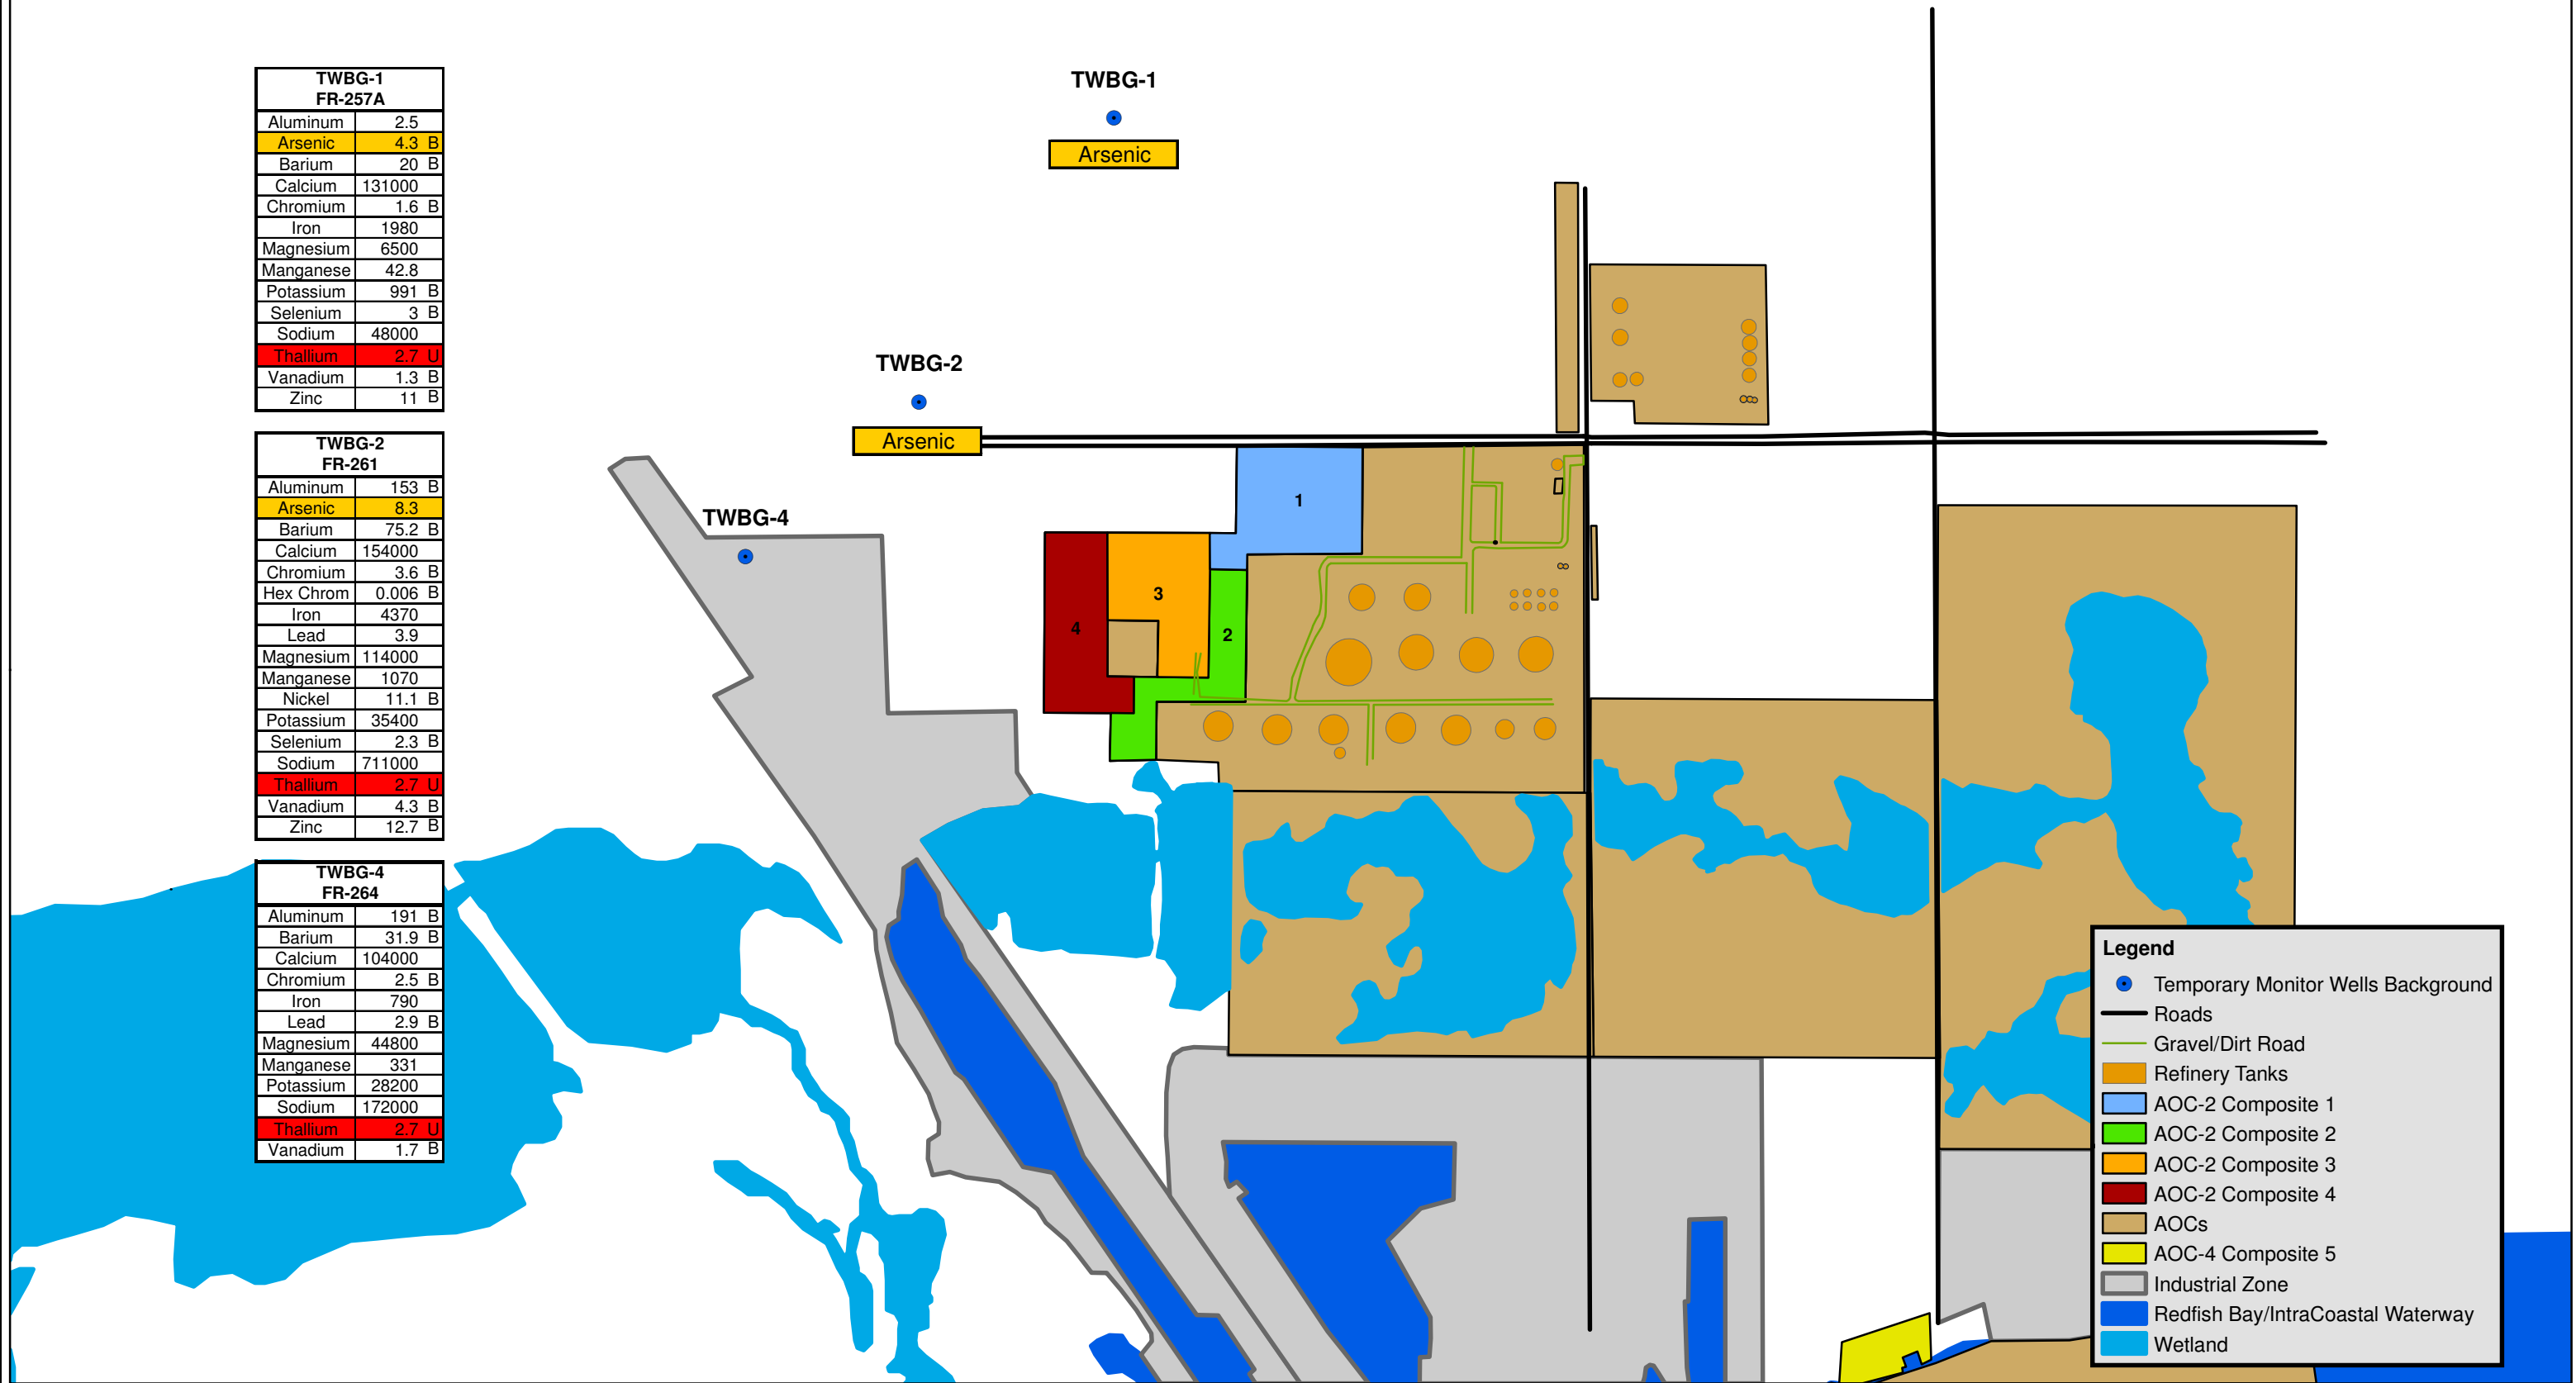 TWBG-1
FR-257A
Aluminum 2.5
Arsenic 4.3 B
Barium 20 B
Calcium 131000
Chromium 1.6 B
Iron 1980
Magnesium 6500
Manganese 42.8
Potassium 991 B
Selenium 3 B
Sodium 48000
Thallium 2.7 U
Vanadium 1.3 B
Zinc 11 B
TWBG-2
FR-261
Aluminum 153 B
Arsenic 8.3
Barium 75.2 B
Calcium 154000
Chromium 3.6 B
Hex Chrom 0.006 B
Iron 4370
Lead 3.9
Magnesium 114000
Manganese 1070
Nickel 11.1 B
Potassium 35400
Selenium 2.3 B
Sodium 711000
Thallium 2.7 U
Vanadium 4.3 B
Zinc 12.7 B
TWBG-4
FR-264
Aluminum 191 B
Barium 31.9 B
Calcium 104000
Chromium 2.5 B
Iron 790
Lead 2.9 B
Magnesium 44800
Manganese 331
Potassium 28200
Sodium 172000
Thallium 2.7 U
Vanadium 1.7 B
TWBG-1
Arsenic
TWBG-2
Arsenic
TWBG-4
1
3
4
2
Legend
Temporary Monitor Wells Background
Roads
Gravel/Dirt Road
Refinery Tanks
AOC-2 Composite 1
AOC-2 Composite 2
AOC-2 Composite 3
AOC-2 Composite 4
AOCs
AOC-4 Composite 5
Industrial Zone
Redfish Bay/IntraCoastal Waterway
Wetland